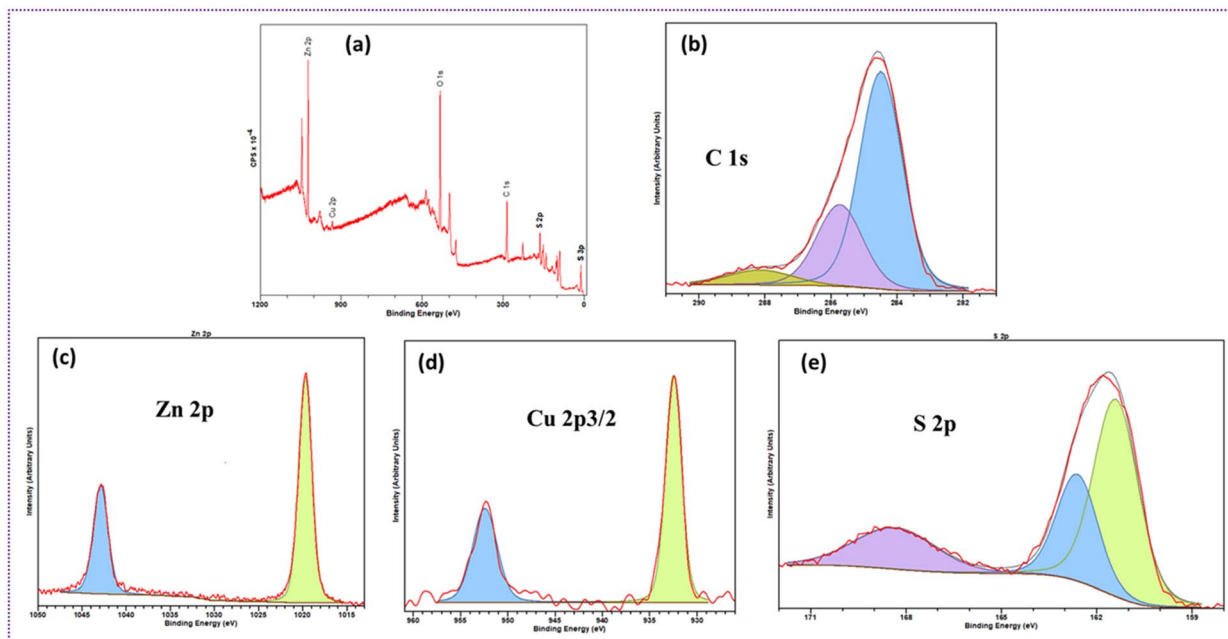 (a)
Zn 2p
Cu 2p
O 1s
C 1s
S 2p
S 3p
CPS x 10⁻⁴
1200 900 600 300 0
Binding Energy (eV)
(b)
C 1s
Intensity (Arbitrary Units)
290 288 286 284 282
Binding Energy (eV)
Zn 2p
(c)
Zn 2p
Intensity (Arbitrary Units)
1050 1045 1040 1035 1030 1025 1020 1015
Binding Energy (eV)
(d)
Cu 2p3/2
Intensity (Arbitrary Units)
960 955 950 945 940 935 930
Binding Energy (eV)
S 2p
(e)
S 2p
Intensity (Arbitrary Units)
171 168 165 162 159
Binding Energy (eV)